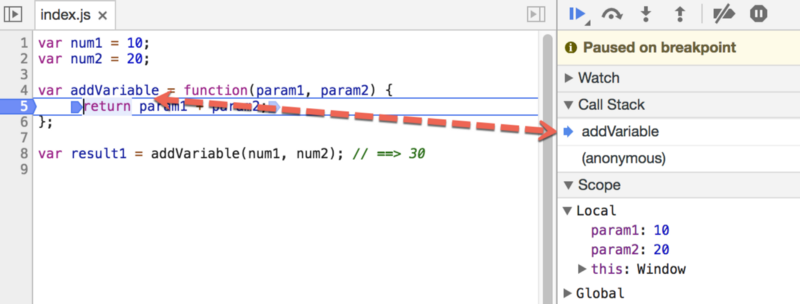 index.js
1 var num1 = 10;
2 var num2 = 20;
3
4 var addVariable = function(param1, param2) {
5 return param1 + param2;
6 };
7
8 var result1 = addVariable(num1, num2); // ==> 30
9
Paused on breakpoint
Watch
Call Stack
addVariable
(anonymous)
Scope
Local
param1: 10
param2: 20
this: Window
Global